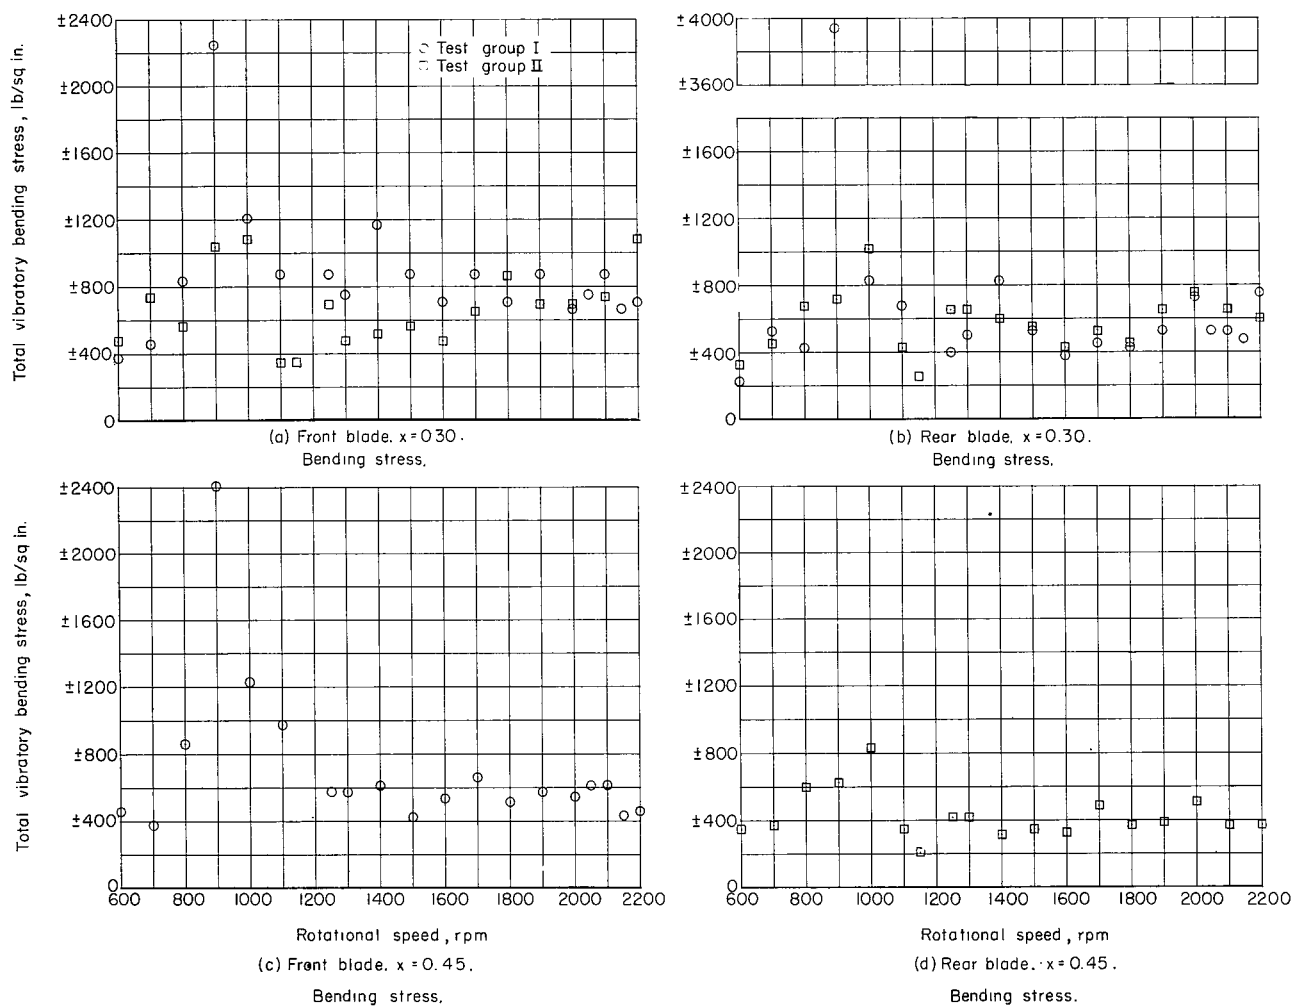 Total vibratory bending stress, lb/sq in.
±2400
±2000
±1600
±1200
±800
±400
0
○ Test group I
□ Test group II
(a) Front blade. x = 030.
Bending stress.
±4000
±3600
±1600
±1200
±800
±400
0
(b) Rear blade. x = 0.30.
Bending stress.
Total vibratory bending stress, lb/sq in.
±2400
±2000
±1600
±1200
±800
±400
0
600 800 1000 1200 1400 1600 1800 2000 2200
Rotational speed, rpm
(c) Front blade. x = 0.45.
Bending stress.
±2400
±2000
±1600
±1200
±800
±400
0
600 800 1000 1200 1400 1600 1800 2000 2200
Rotational speed, rpm
(d) Rear blade. x = 0.45.
Bending stress.